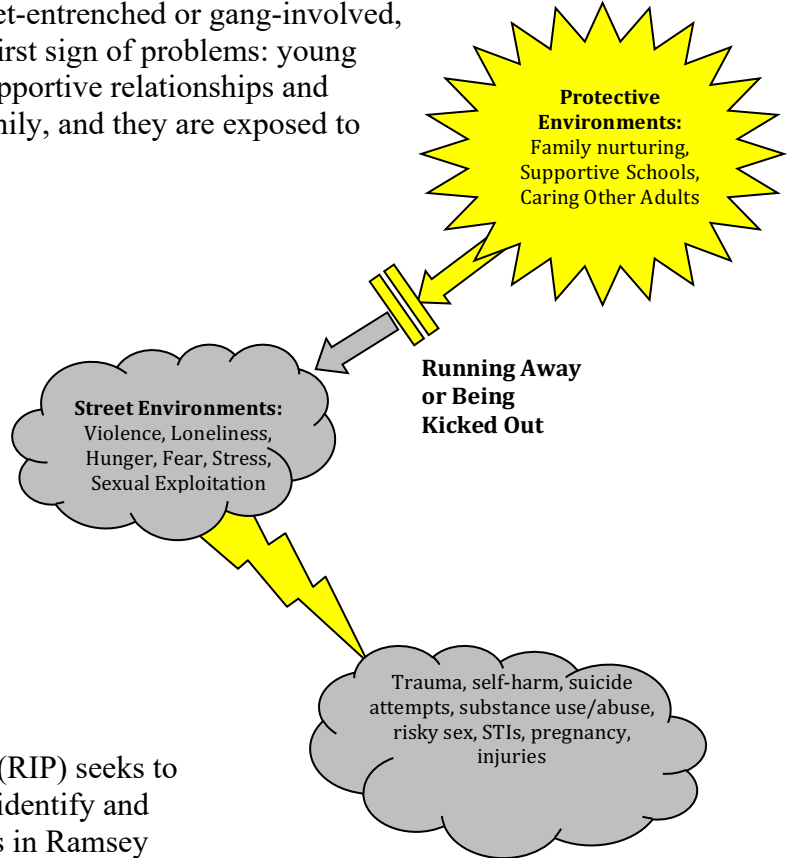 et-entrenched or gang-involved,
irst sign of problems: young
pportive relationships and
mily, and they are exposed to
Protective
Environments:
Family nurturing,
Supportive Schools,
Caring Other Adults
Running Away
or Being
Kicked Out
Street Environments:
Violence, Loneliness,
Hunger, Fear, Stress,
Sexual Exploitation
Trauma, self-harm, suicide
attempts, substance use/abuse,
risky sex, STIs, pregnancy,
injuries
(RIP) seeks to
identify and
s in Ramsey